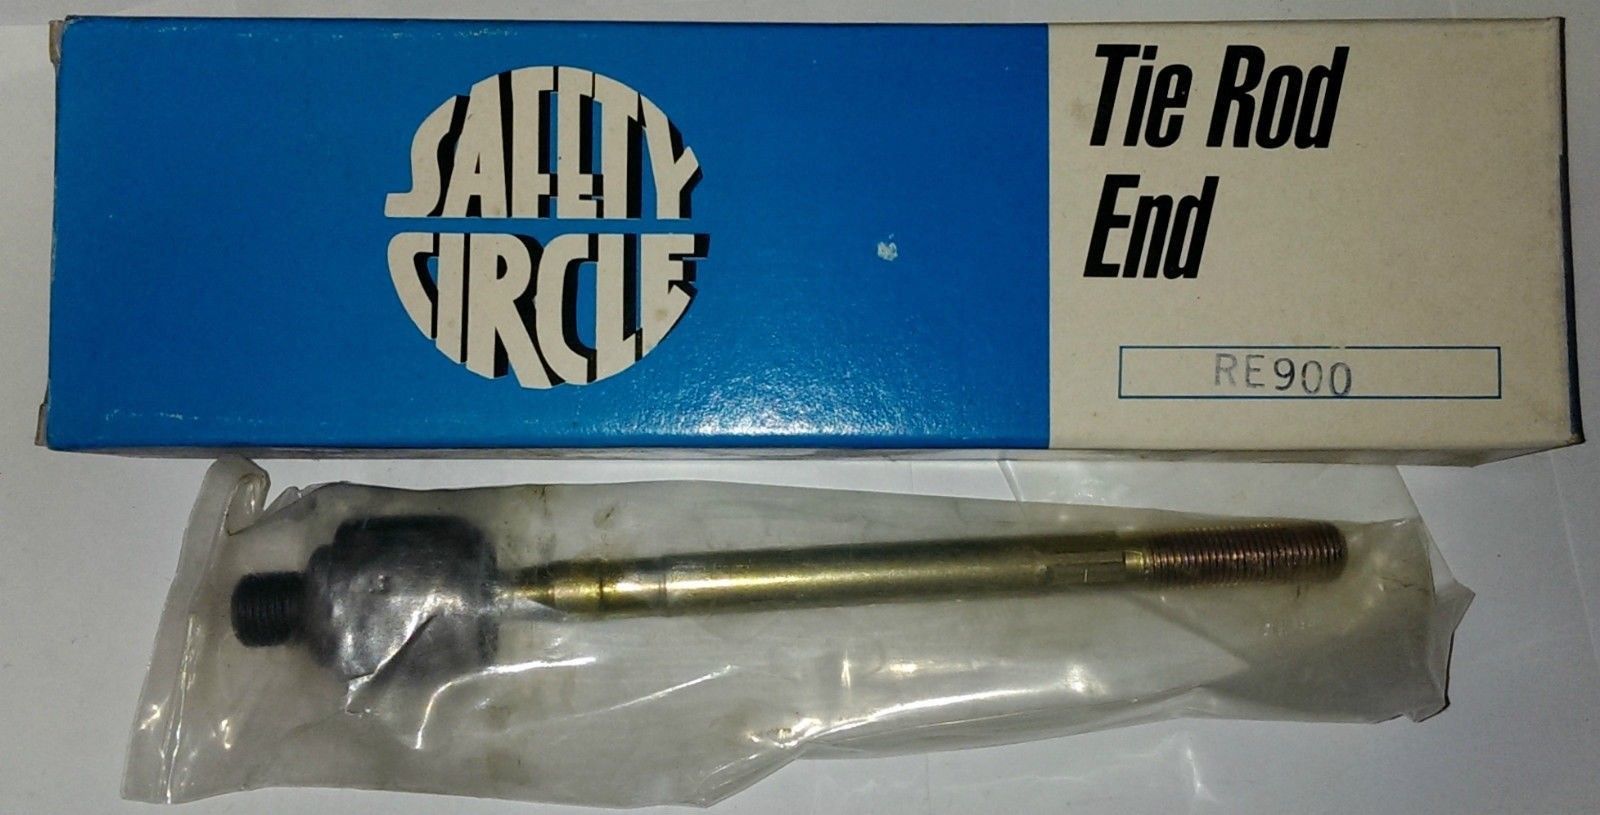 SAFETY
CIRCLE
Tie Rod
End
RE900